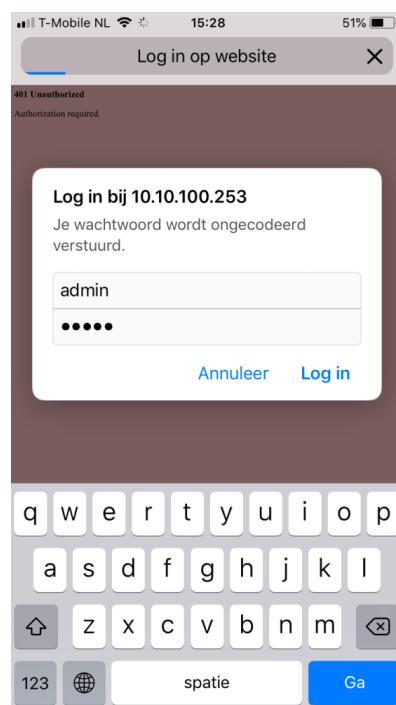 T-Mobile NL 15:28 51%
Log in op website
401 Unauthorized
Authorization required.
Log in bij 10.10.100.253
Je wachtwoord wordt ongecodeerd
verstuurd.
admin
•••••
Annuleer Log in
q w e r t y u i o p
a s d f g h j k l
z x c v b n m
123 spatie Ga